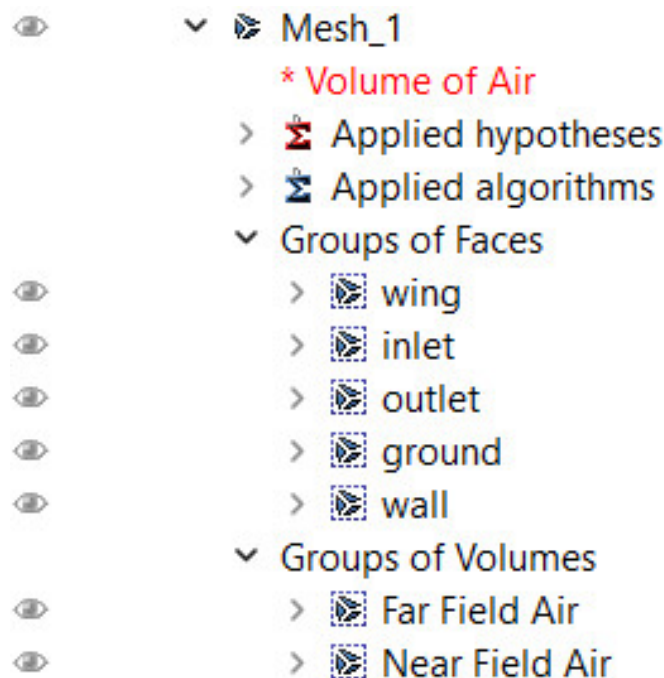 Mesh_1
* Volume of Air
Applied hypotheses
Applied algorithms
Groups of Faces
wing
inlet
outlet
ground
wall
Groups of Volumes
Far Field Air
Near Field Air